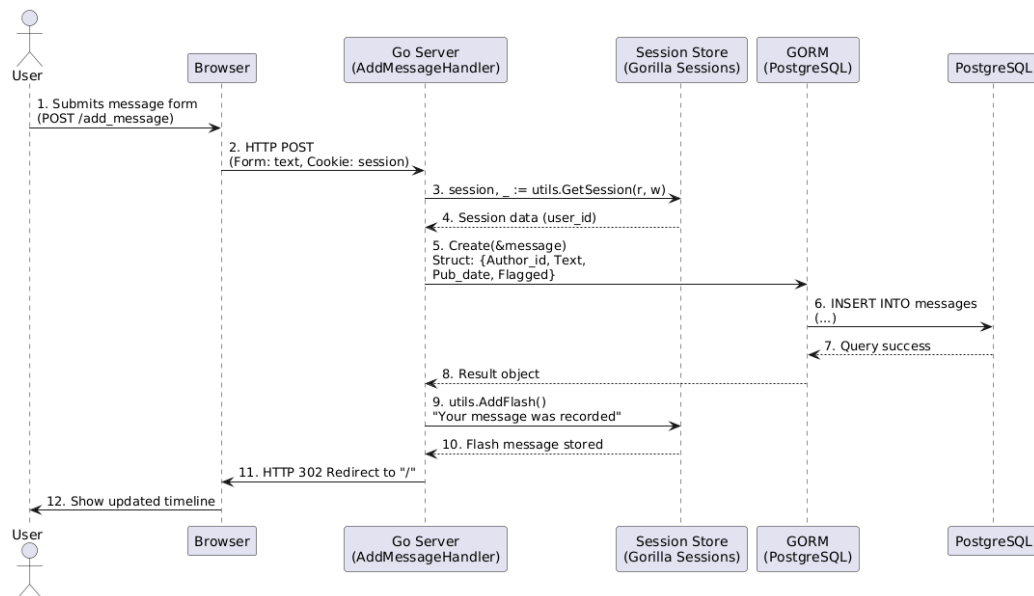 User
Browser
Go Server
(AddMessageHandler)
Session Store
(Gorilla Sessions)
GORM
(PostgreSQL)
PostgreSQL
1. Submits message form
(POST /add_message)
2. HTTP POST
(Form: text, Cookie: session)
3. session, _ := utils.GetSession(r, w)
4. Session data (user_id)
5. Create(&message)
Struct: {Author_id, Text,
Pub_date, Flagged}
6. INSERT INTO messages
(...)
7. Query success
8. Result object
9. utils.AddFlash()
"Your message was recorded"
10. Flash message stored
11. HTTP 302 Redirect to "/"
12. Show updated timeline
User
Browser
Go Server
(AddMessageHandler)
Session Store
(Gorilla Sessions)
GORM
(PostgreSQL)
PostgreSQL